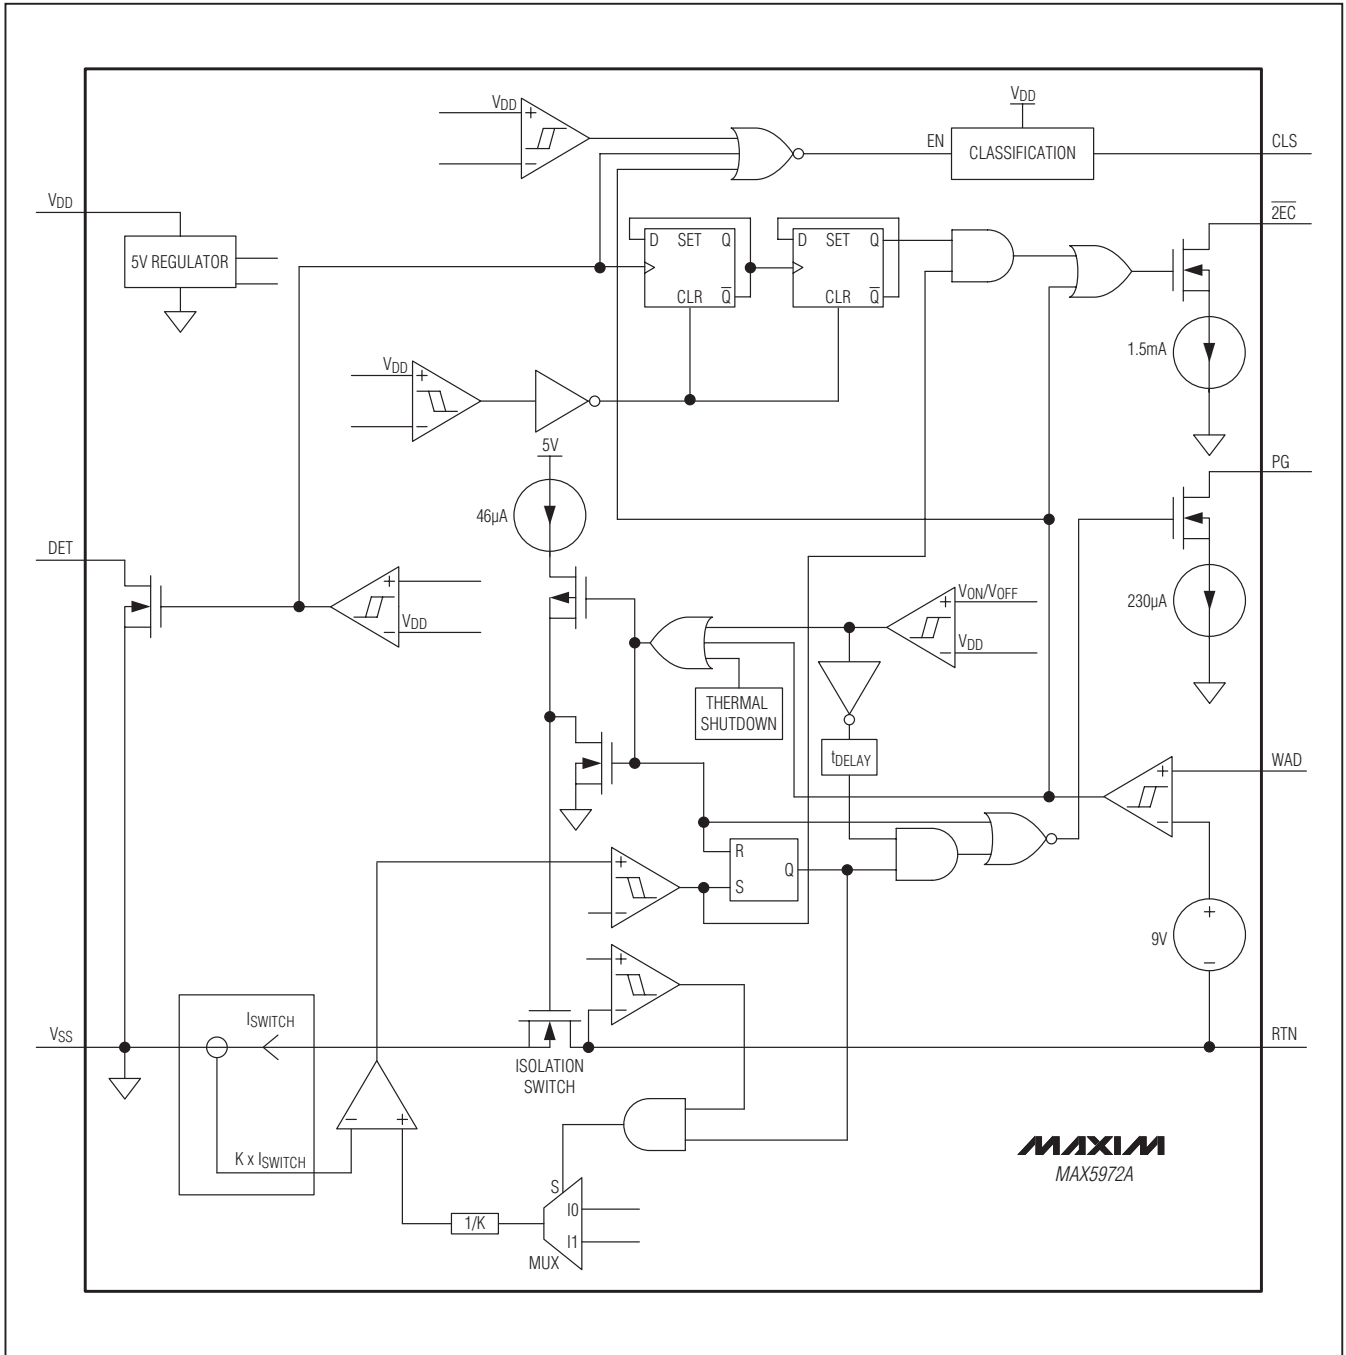 VDD
VDD
EN
CLASSIFICATION
CLS
VDD
5V REGULATOR
D SET Q
CLR Q̅
D SET Q
CLR Q̅
2EC
1.5mA
VDD
5V
46µA
PG
230µA
DET
VDD
VON/VOFF
VDD
THERMAL
SHUTDOWN
tDELAY
WAD
R
S
Q
9V
VSS
ISWITCH
ISOLATION
SWITCH
RTN
K x ISWITCH
1/K
S
I0
I1
MUX
MAXIM
MAX5972A